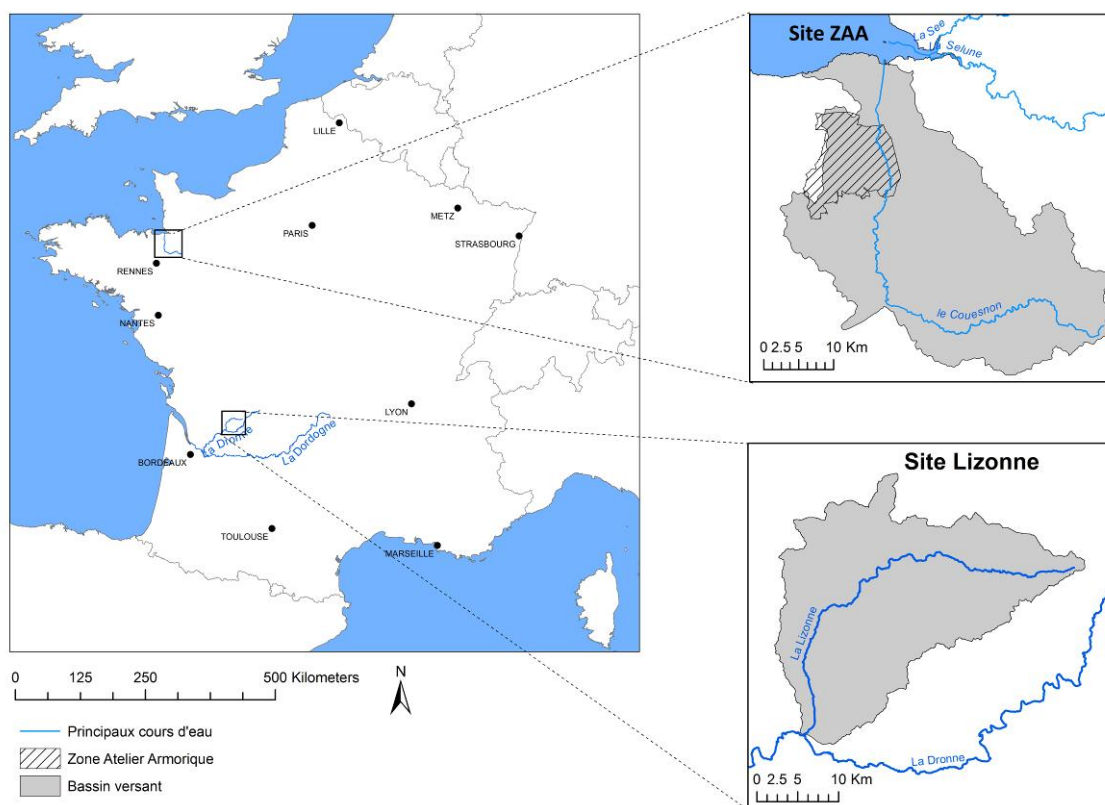 LILLE
METZ
PARIS
STRASBOURG
RENNES
NANTES
LYON
La Dronne
La Dordogne
BORDEAUX
TOULOUSE
MARSEILLE
N
0 125 250 500 Kilometers
Principaux cours d'eau
Zone Atelier Armorique
Bassin versant
Site ZAA
La See
La Selune
le Couesnon
0 2.5 5 10 Km
Site Lizonne
La Lizonne
La Dronne
0 2.5 5 10 Km